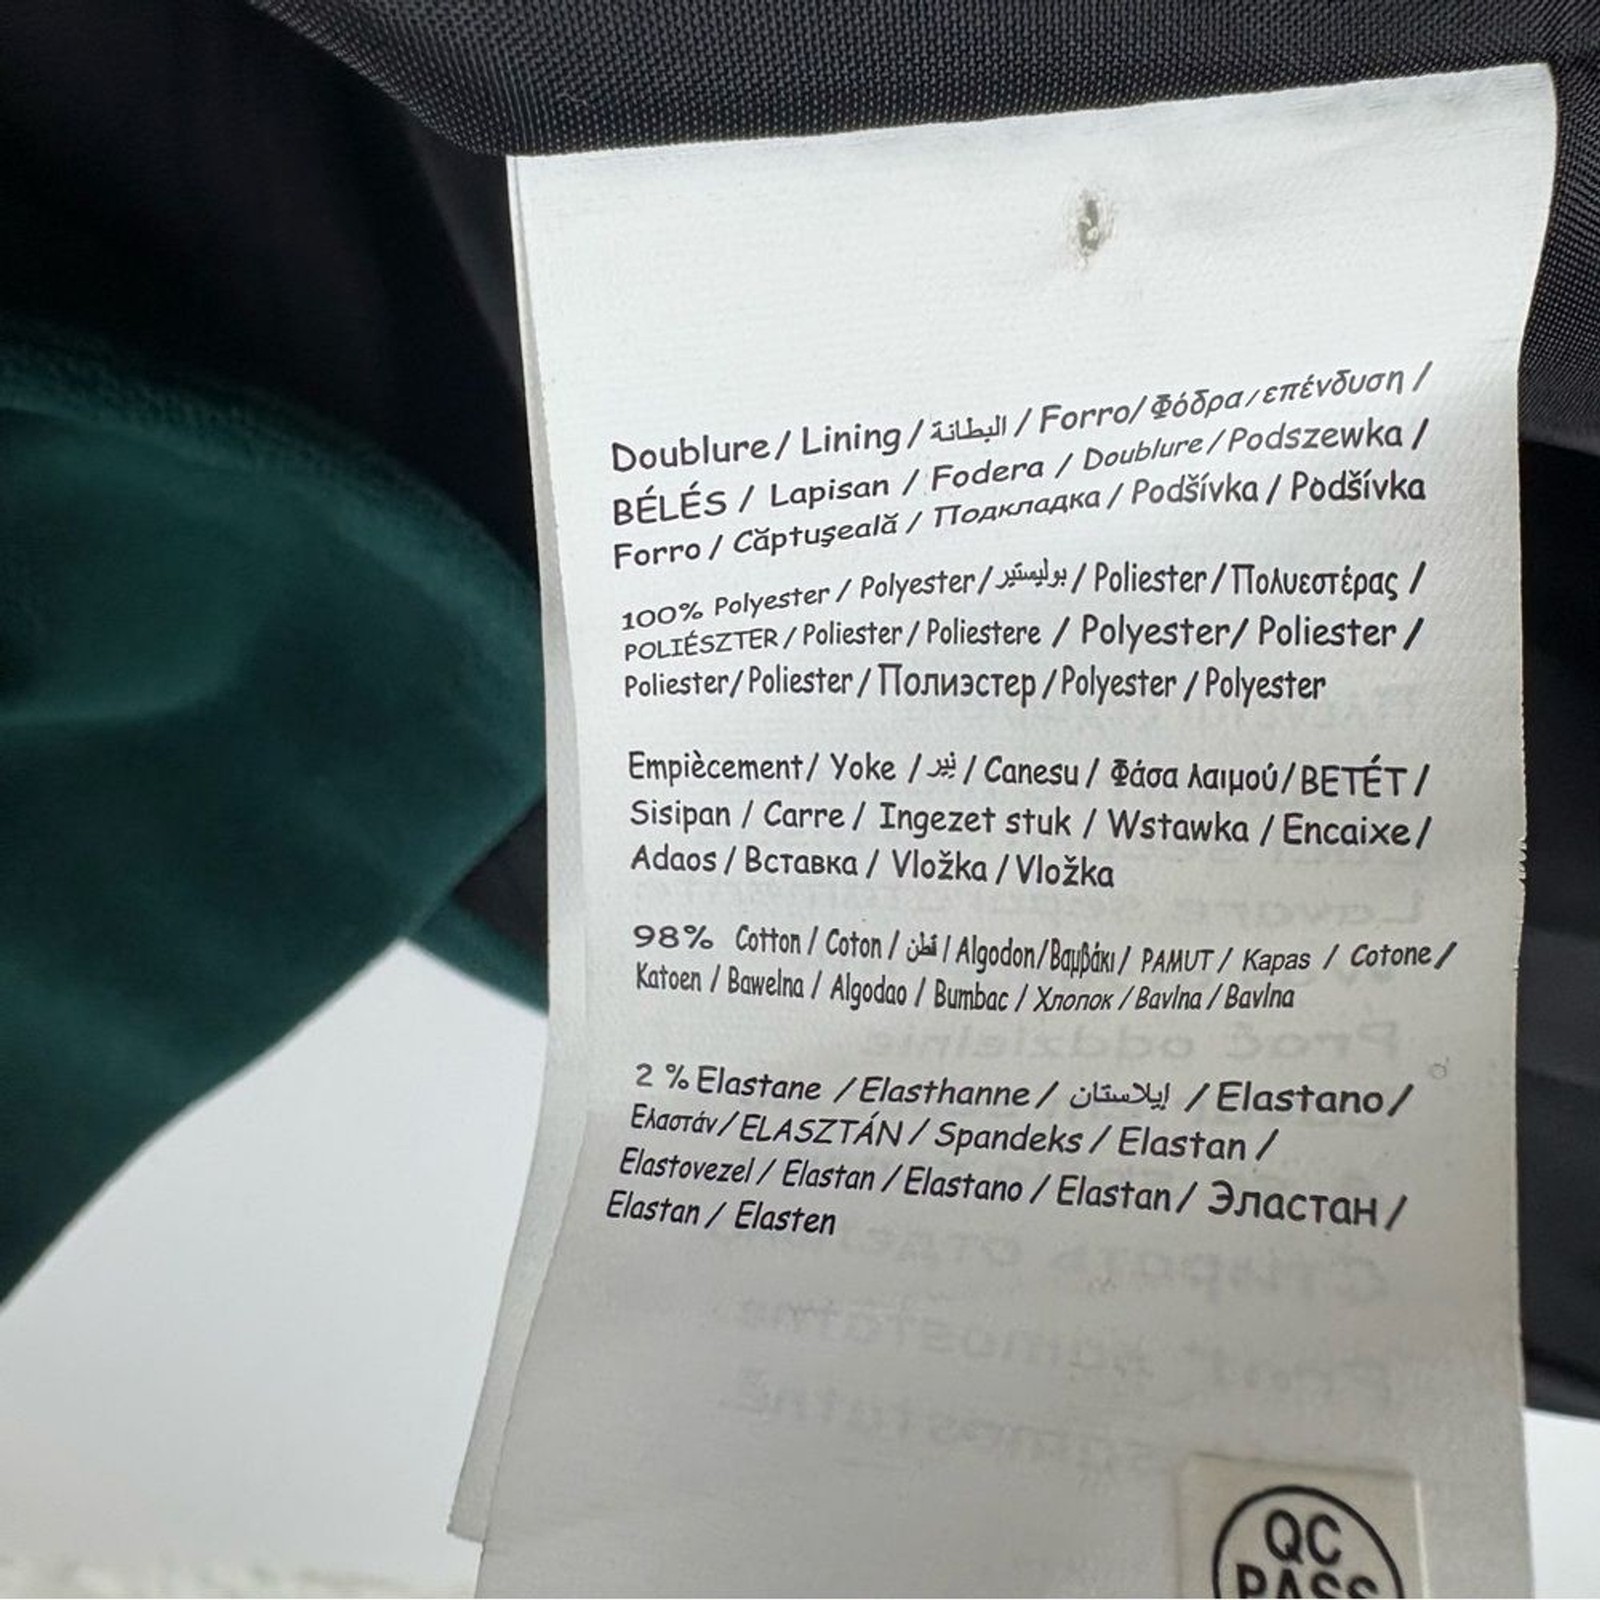 Doublure / Lining / البطانة / Forro / Φόδρα / επένδυση /
BÉLÉS / Lapisan / Fodera / Doublure / Podszewka /
Forro / Căptuşeală / Подкладка / Podšívka / Podšívka
100% Polyester / Polyester / بوليستير / Poliester / Πολυεστέρας /
POLIÉSZTER / Poliester / Poliestere / Polyester / Poliester /
Poliester / Poliester / Полиэстер / Polyester / Polyester
Empiècement / Yoke / نير / Canesu / Φάσα λαιμού / BETÉT /
Sisipan / Carre / Ingezet stuk / Wstawka / Encaixe /
Adaos / Вставка / Vložka / Vložka
98% Cotton / Coton / قطن / Algodon / Βαμβάκι / PAMUT / Kapas / Cotone /
Katoen / Bawelna / Algodao / Bumbac / Хлопок / Bavlna / Bavlna
2 % Elastane / Elasthanne / إيلاستان / Elastano /
Ελαστάν / ELASZTÁN / Spandeks / Elastan /
Elastovezel / Elastan / Elastano / Elastan / Эластан /
Elastan / Elasten
QC
PASS